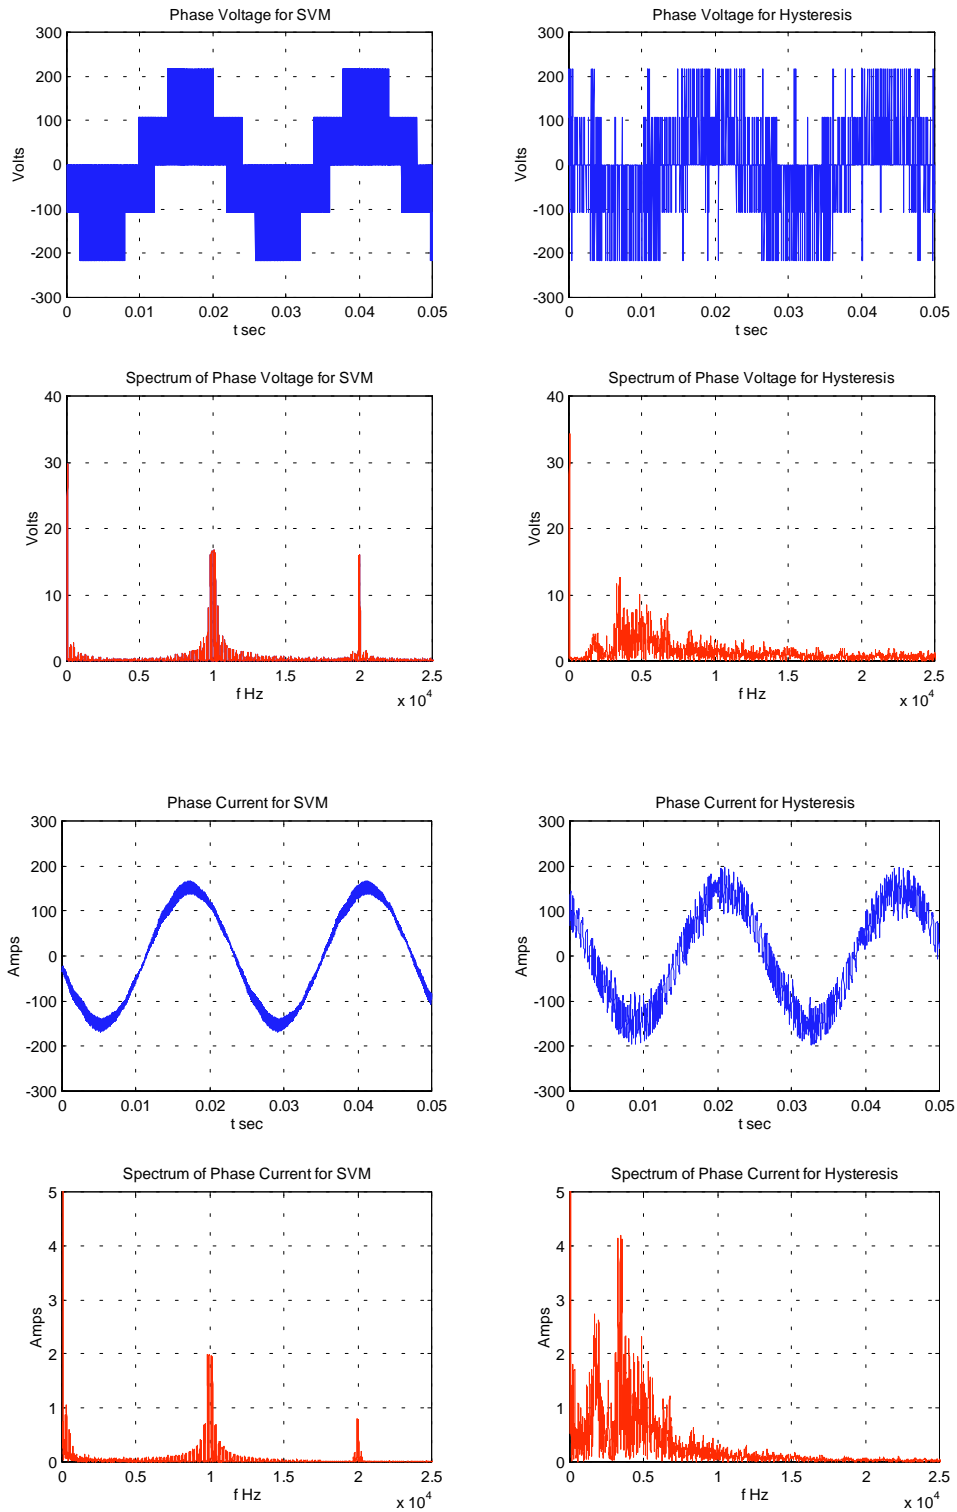 Phase Voltage for SVM
300
200
100
0
-100
-200
-300
Volts
0 0.01 0.02 0.03 0.04 0.05
t sec
Phase Voltage for Hysteresis
300
200
100
0
-100
-200
-300
Volts
0 0.01 0.02 0.03 0.04 0.05
t sec
Spectrum of Phase Voltage for SVM
40
30
20
10
0
Volts
0 0.5 1 1.5 2 2.5
f Hz
x 10^4
Spectrum of Phase Voltage for Hysteresis
40
30
20
10
0
Volts
0 0.5 1 1.5 2 2.5
f Hz
x 10^4
Phase Current for SVM
300
200
100
0
-100
-200
-300
Amps
0 0.01 0.02 0.03 0.04 0.05
t sec
Phase Current for Hysteresis
300
200
100
0
-100
-200
-300
Amps
0 0.01 0.02 0.03 0.04 0.05
t sec
Spectrum of Phase Current for SVM
5
4
3
2
1
0
Amps
0 0.5 1 1.5 2 2.5
f Hz
x 10^4
Spectrum of Phase Current for Hysteresis
5
4
3
2
1
0
Amps
0 0.5 1 1.5 2 2.5
f Hz
x 10^4